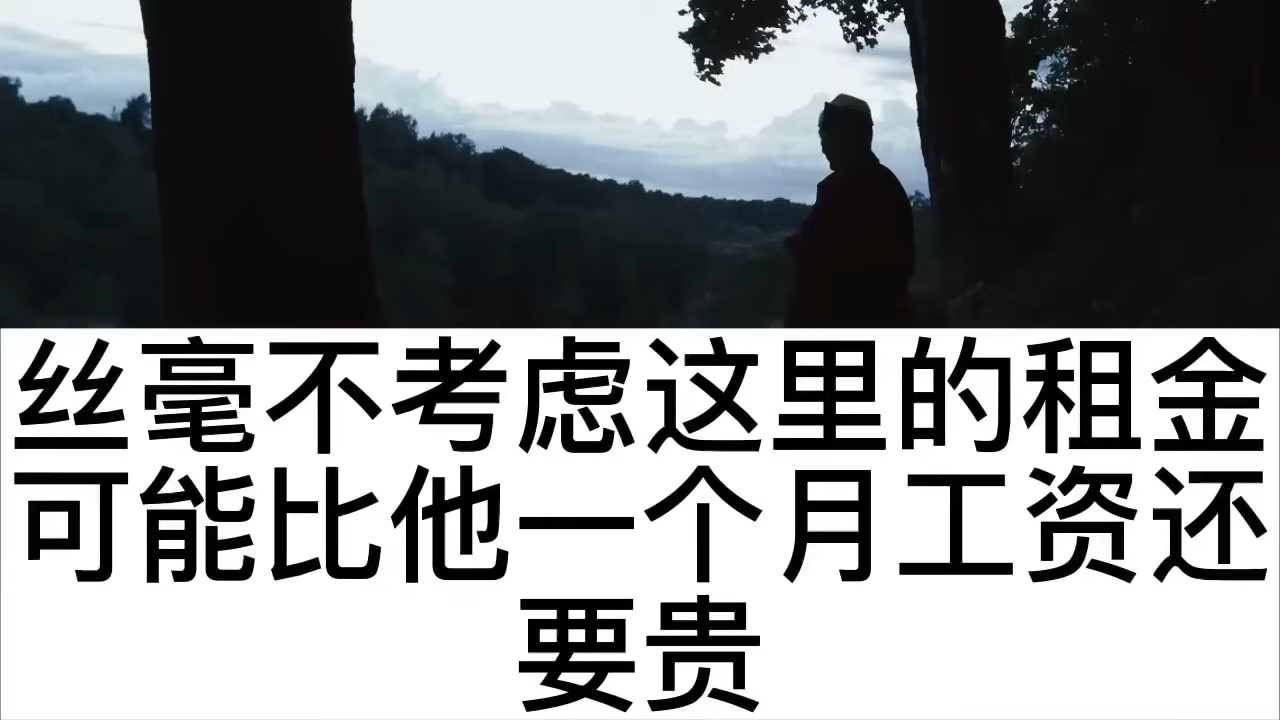 丝毫不考虑这里的租金
可能比他一个月工资还
要贵